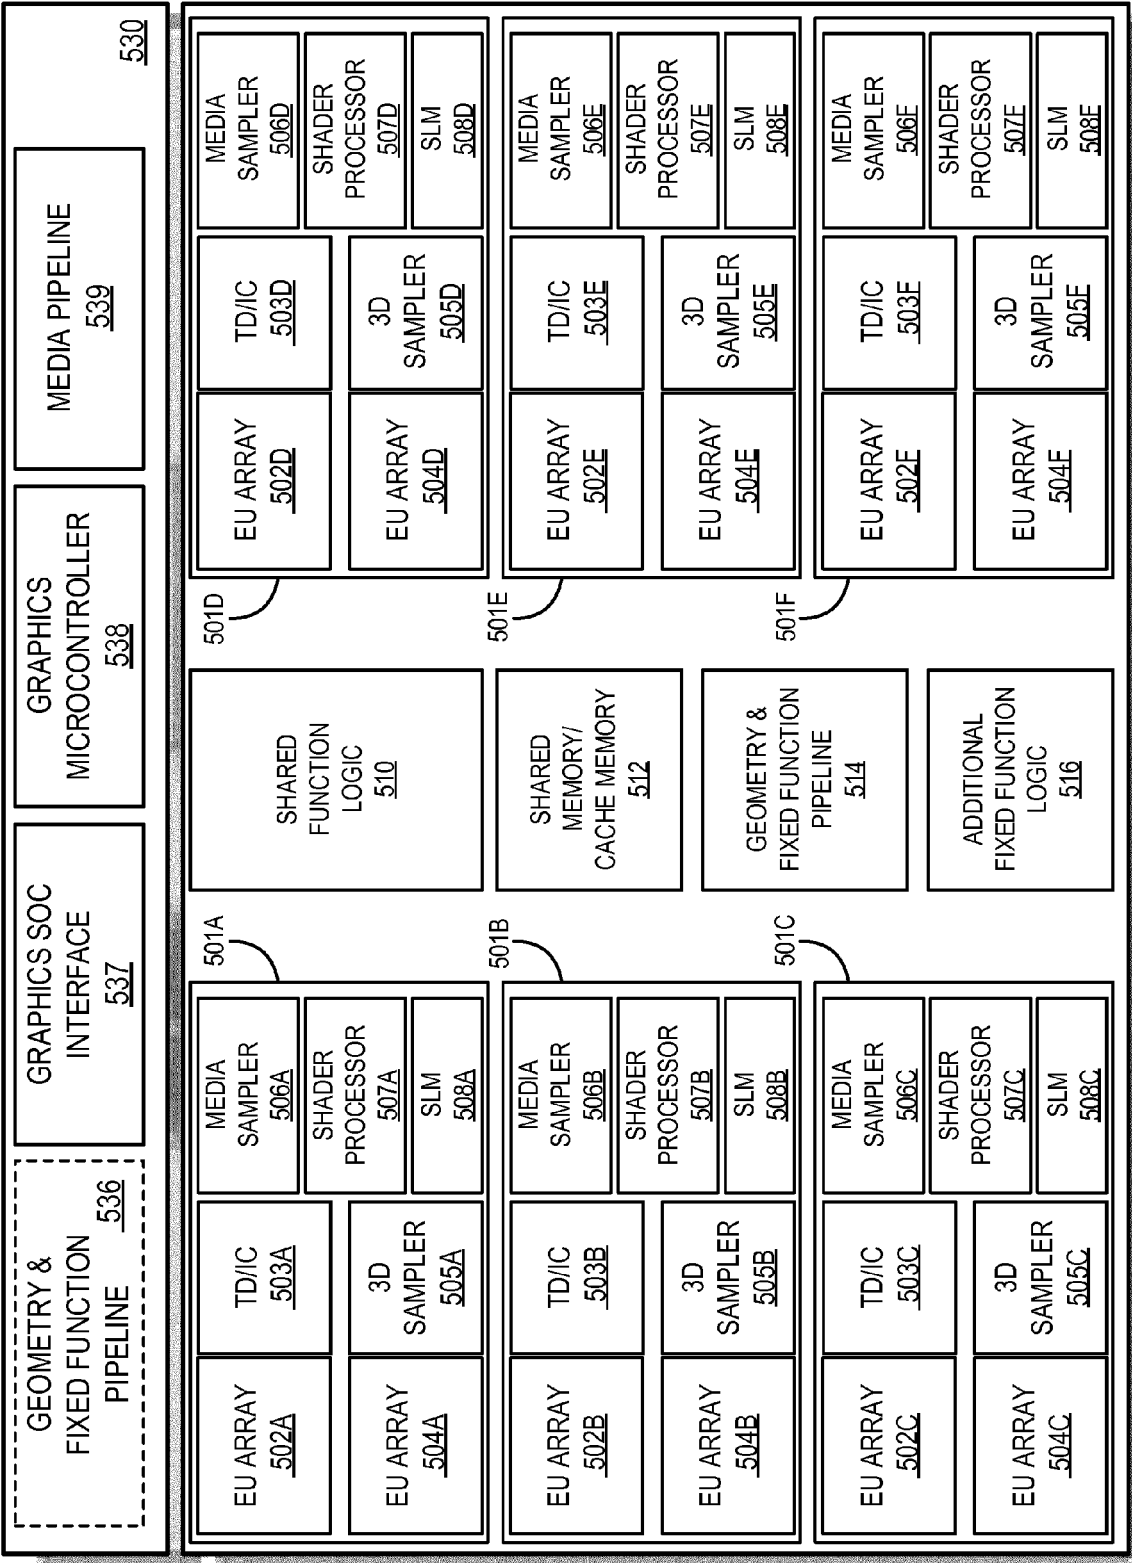 530
GEOMETRY &
FIXED FUNCTION
PIPELINE
536
GRAPHICS SOC
INTERFACE
537
GRAPHICS
MICROCONTROLLER
538
MEDIA PIPELINE
539
501A
EU ARRAY
502A
TD/IC
503A
MEDIA
SAMPLER
506A
SHADER
PROCESSOR
507A
EU ARRAY
504A
3D
SAMPLER
505A
SLM
508A
SHARED
FUNCTION
LOGIC
510
501D
EU ARRAY
502D
TD/IC
503D
MEDIA
SAMPLER
506D
SHADER
PROCESSOR
507D
EU ARRAY
504D
3D
SAMPLER
505D
SLM
508D
501B
EU ARRAY
502B
TD/IC
503B
MEDIA
SAMPLER
506B
SHADER
PROCESSOR
507B
EU ARRAY
504B
3D
SAMPLER
505B
SLM
508B
SHARED
MEMORY/
CACHE MEMORY
512
501E
EU ARRAY
502E
TD/IC
503E
MEDIA
SAMPLER
506E
SHADER
PROCESSOR
507E
EU ARRAY
504E
3D
SAMPLER
505E
SLM
508E
GEOMETRY &
FIXED FUNCTION
PIPELINE
514
501C
EU ARRAY
502C
TD/IC
503C
MEDIA
SAMPLER
506C
SHADER
PROCESSOR
507C
EU ARRAY
504C
3D
SAMPLER
505C
SLM
508C
ADDITIONAL
FIXED FUNCTION
LOGIC
516
501F
EU ARRAY
502F
TD/IC
503F
MEDIA
SAMPLER
506F
SHADER
PROCESSOR
507F
EU ARRAY
504F
3D
SAMPLER
505F
SLM
508F